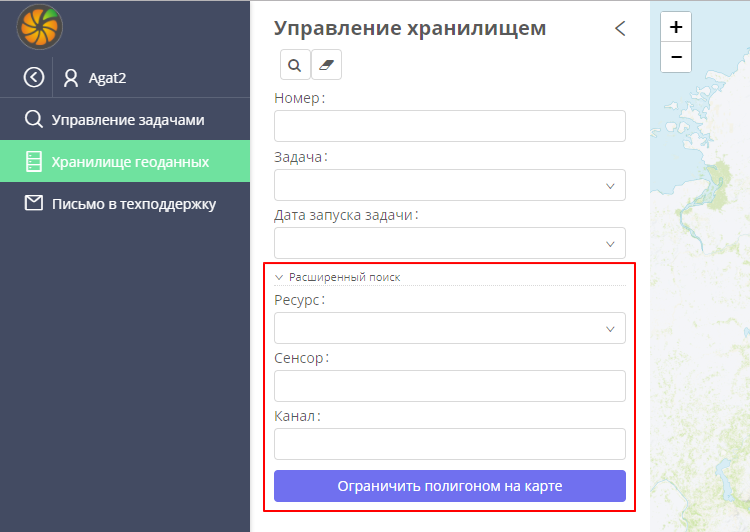 Управление хранилищем
+
−
Agat2
Управление задачами
Хранилище геоданных
Письмо в техподдержку
Номер:
Задача:
Дата запуска задачи:
Расширенный поиск
Ресурс:
Сенсор:
Канал:
Ограничить полигоном на карте